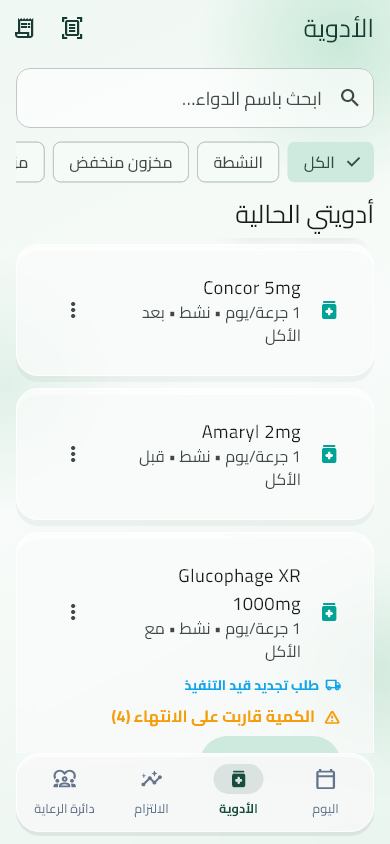 الأدوية
ابحث باسم الدواء...
الكل
النشطة
مخزون منخفض
أدويتي الحالية
Concor 5mg
1 جرعة/يوم • نشط • بعد
الأكل
Amaryl 2mg
1 جرعة/يوم • نشط • قبل
الأكل
Glucophage XR
1000mg
1 جرعة/يوم • نشط • مع
الأكل
طلب تجديد قيد التنفيذ
الكمية قاربت على الانتهاء (4)
اليوم
الأدوية
الالتزام
دائرة الرعاية